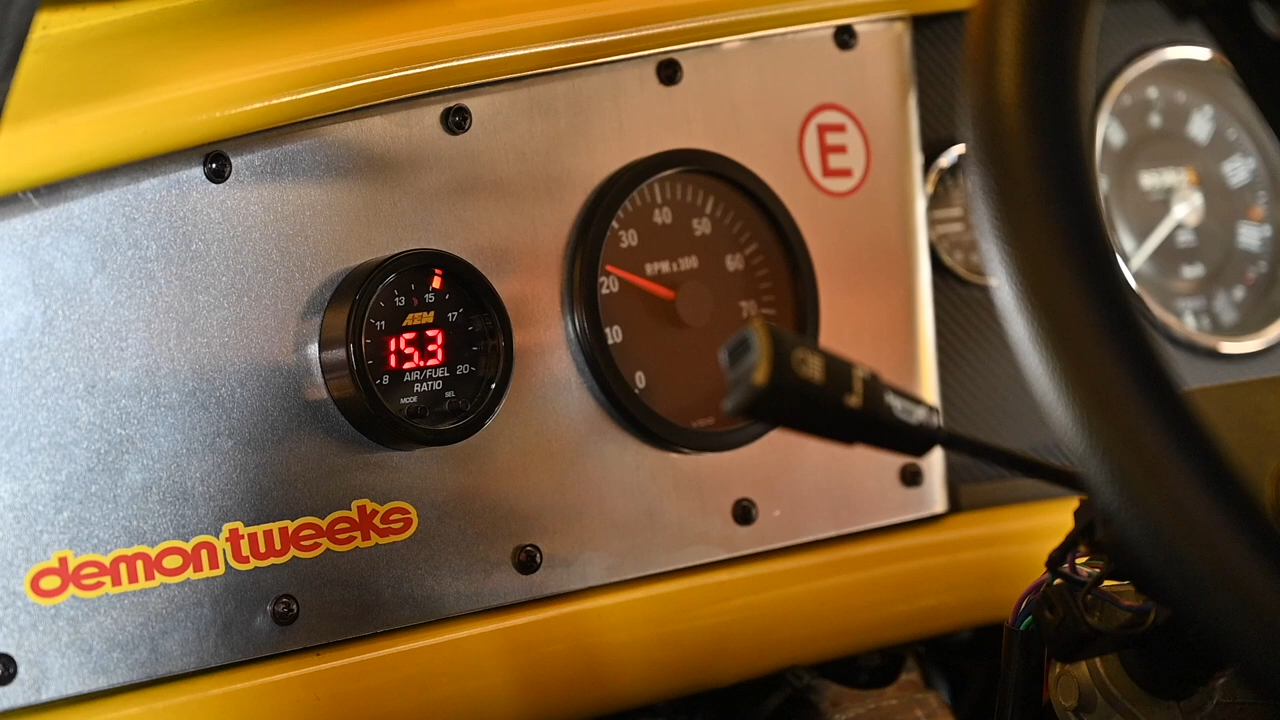 E
40
30
50
RPM x 100
60
20
70
10
0
13
15
11
17
AEM
15.3
8
AIR/FUEL
20
RATIO
MODE
SEL
demon tweeks